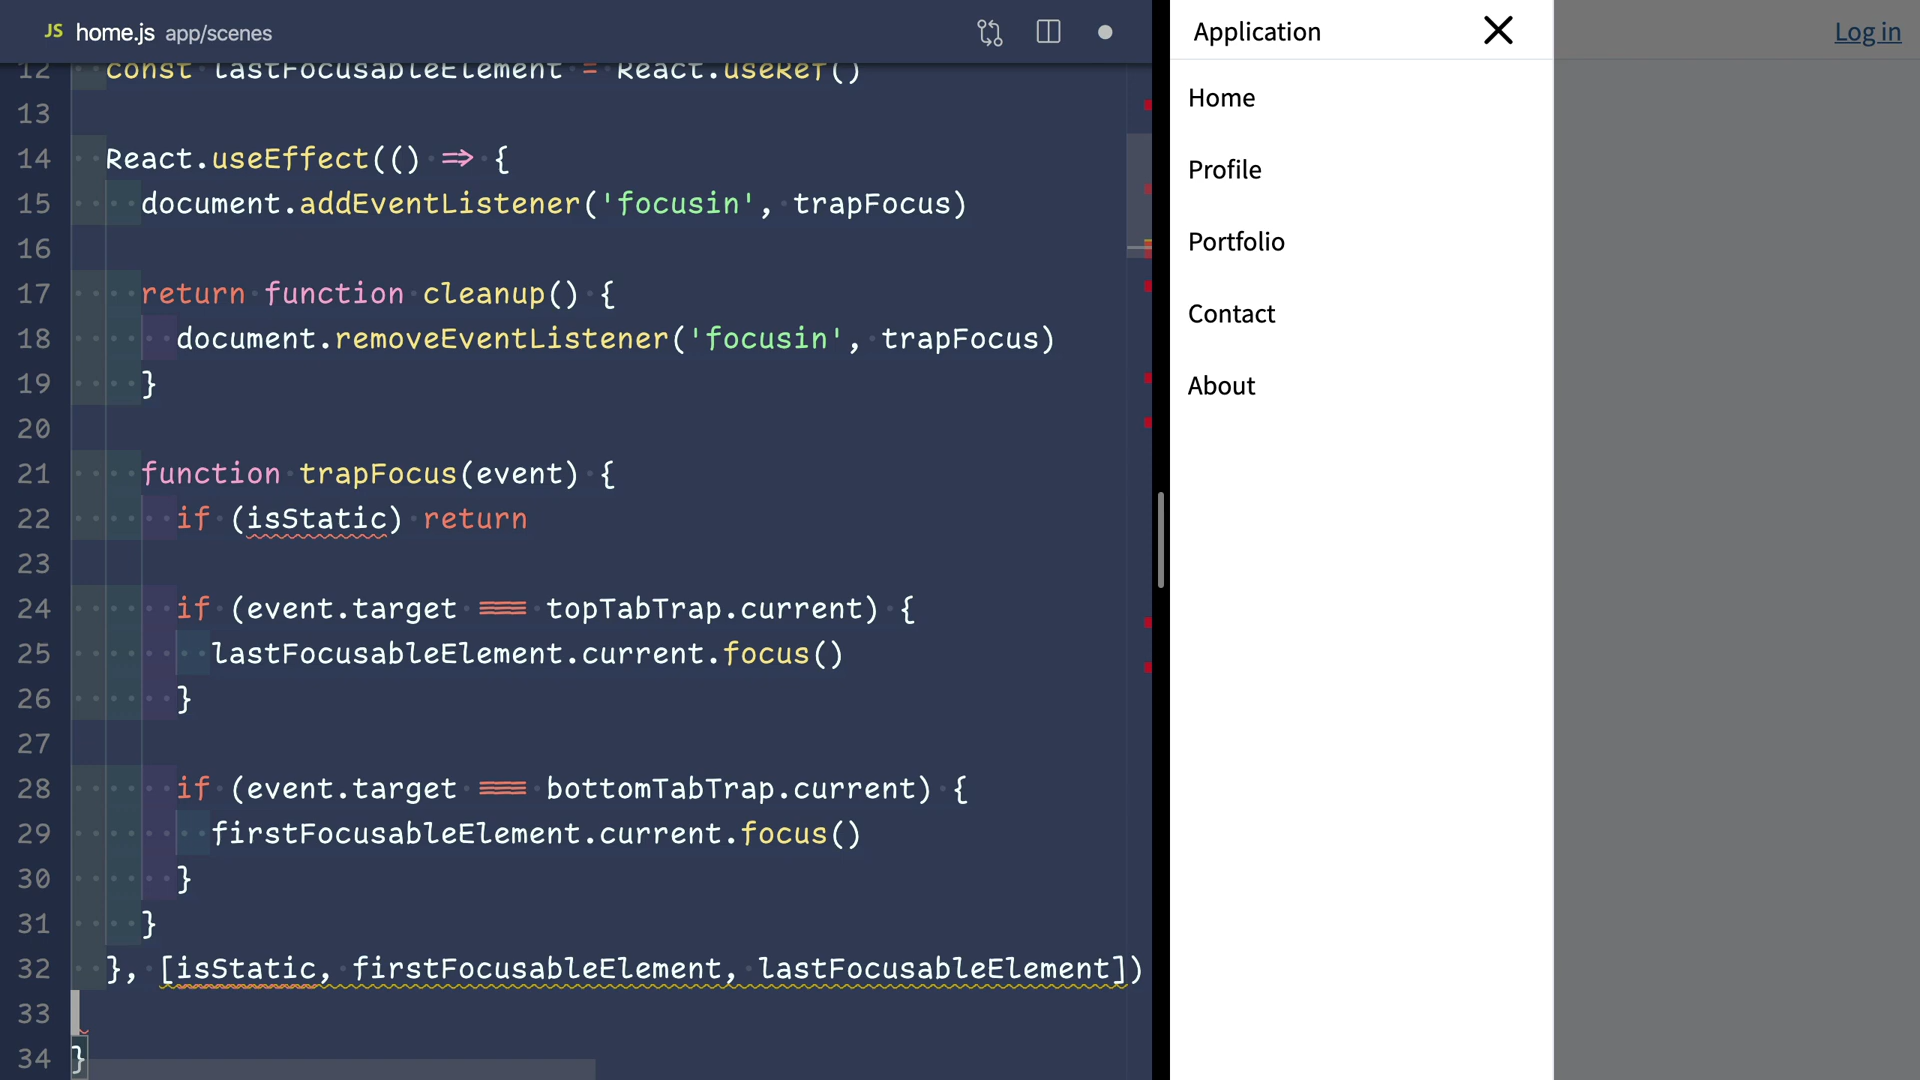 JS home.js app/scenes
12 const lastFocusableElement = React.useRef()
13
14 React.useEffect(() => {
15 document.addEventListener('focusin', trapFocus)
16
17 return function cleanup() {
18 document.removeEventListener('focusin', trapFocus)
19 }
20
21 function trapFocus(event) {
22 if (isStatic) return
23
24 if (event.target === topTabTrap.current) {
25 lastFocusableElement.current.focus()
26 }
27
28 if (event.target === bottomTabTrap.current) {
29 firstFocusableElement.current.focus()
30 }
31 }
32 }, [isStatic, firstFocusableElement, lastFocusableElement])
33
34 }
Application
Log in
Home
Profile
Portfolio
Contact
About